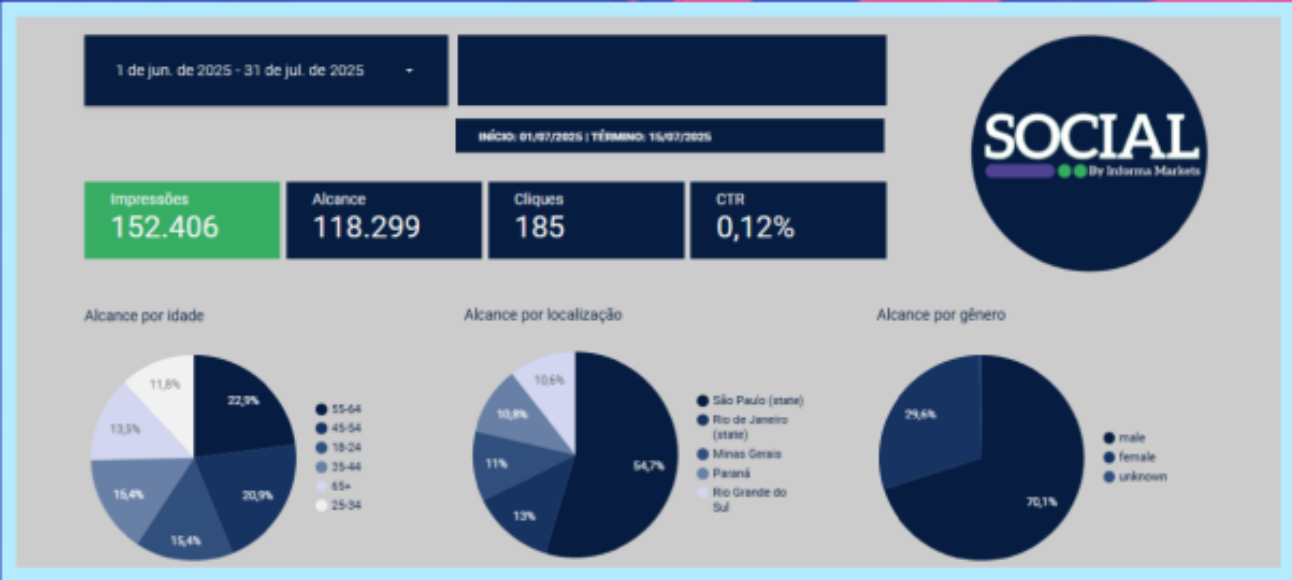 1 de jun. de 2025 - 31 de jul. de 2025
INÍCIO: 01/07/2025 | TÉRMINO: 15/07/2025
SOCIAL
By Informa Markets
Impressões
152.406
Alcance
118.299
Cliques
185
CTR
0,12%
Alcance por idade
22,9%
20,9%
15,4%
15,4%
13,5%
11,8%
55-64
45-54
18-24
35-44
65+
25-34
Alcance por localização
54,7%
13%
11%
10,8%
10,6%
São Paulo (state)
Rio de Janeiro
(state)
Minas Gerais
Paraná
Rio Grande do
Sul
Alcance por gênero
29,6%
70,1%
male
female
unknown